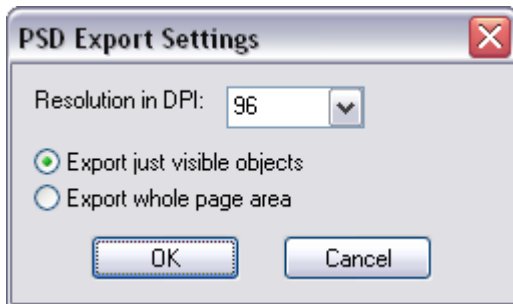 PSD Export Settings
Resolution in DPI: 96
Export just visible objects
Export whole page area
OK Cancel